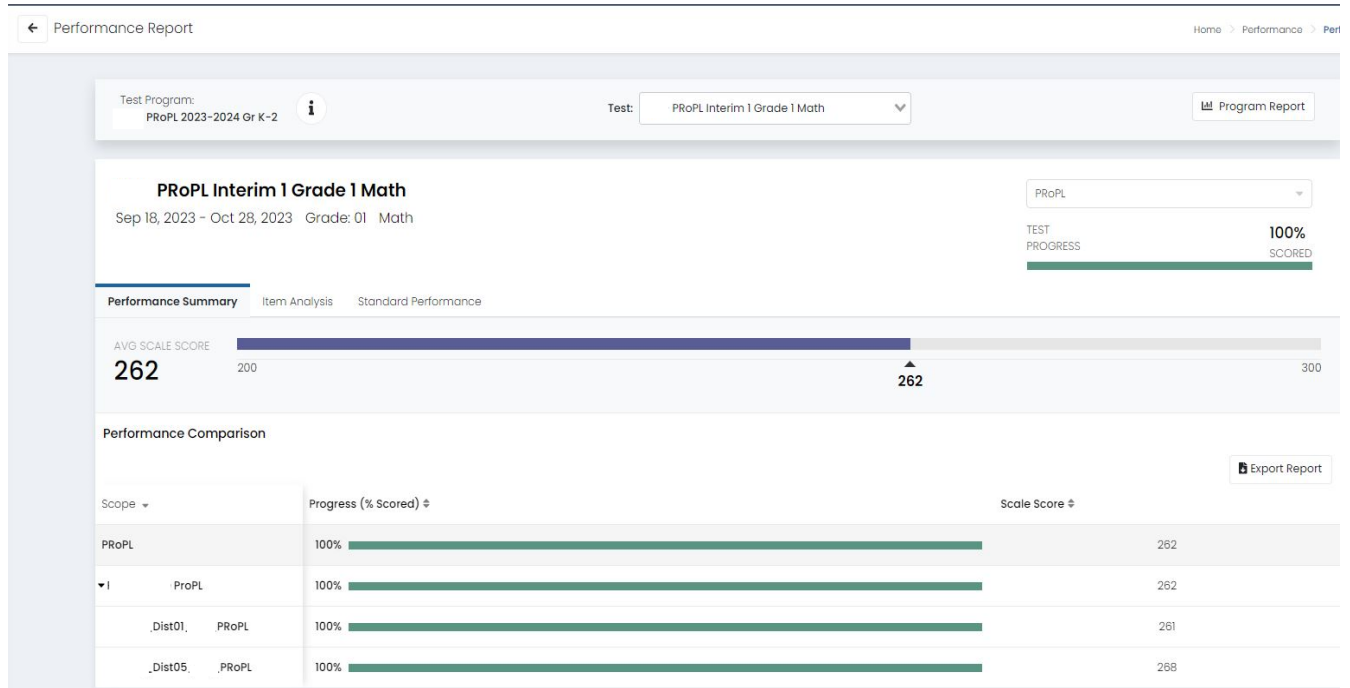 Performance Report
Home > Performance > Perf
Test Program:
PRoPL 2023-2024 Gr K-2
i
Test:
PRoPL Interim 1 Grade 1 Math
Program Report
PRoPL Interim 1 Grade 1 Math
Sep 18, 2023 - Oct 28, 2023 Grade: 01 Math
PRoPL
TEST PROGRESS
100% SCORED
Performance Summary Item Analysis Standard Performance
AVG SCALE SCORE
262
200
262
300
Performance Comparison
Export Report
Scope Progress (% Scored) Scale Score
PRoPL 100% 262
ProPL 100% 262
Dist01 PRoPL 100% 261
_Dist05 PRoPL 100% 268